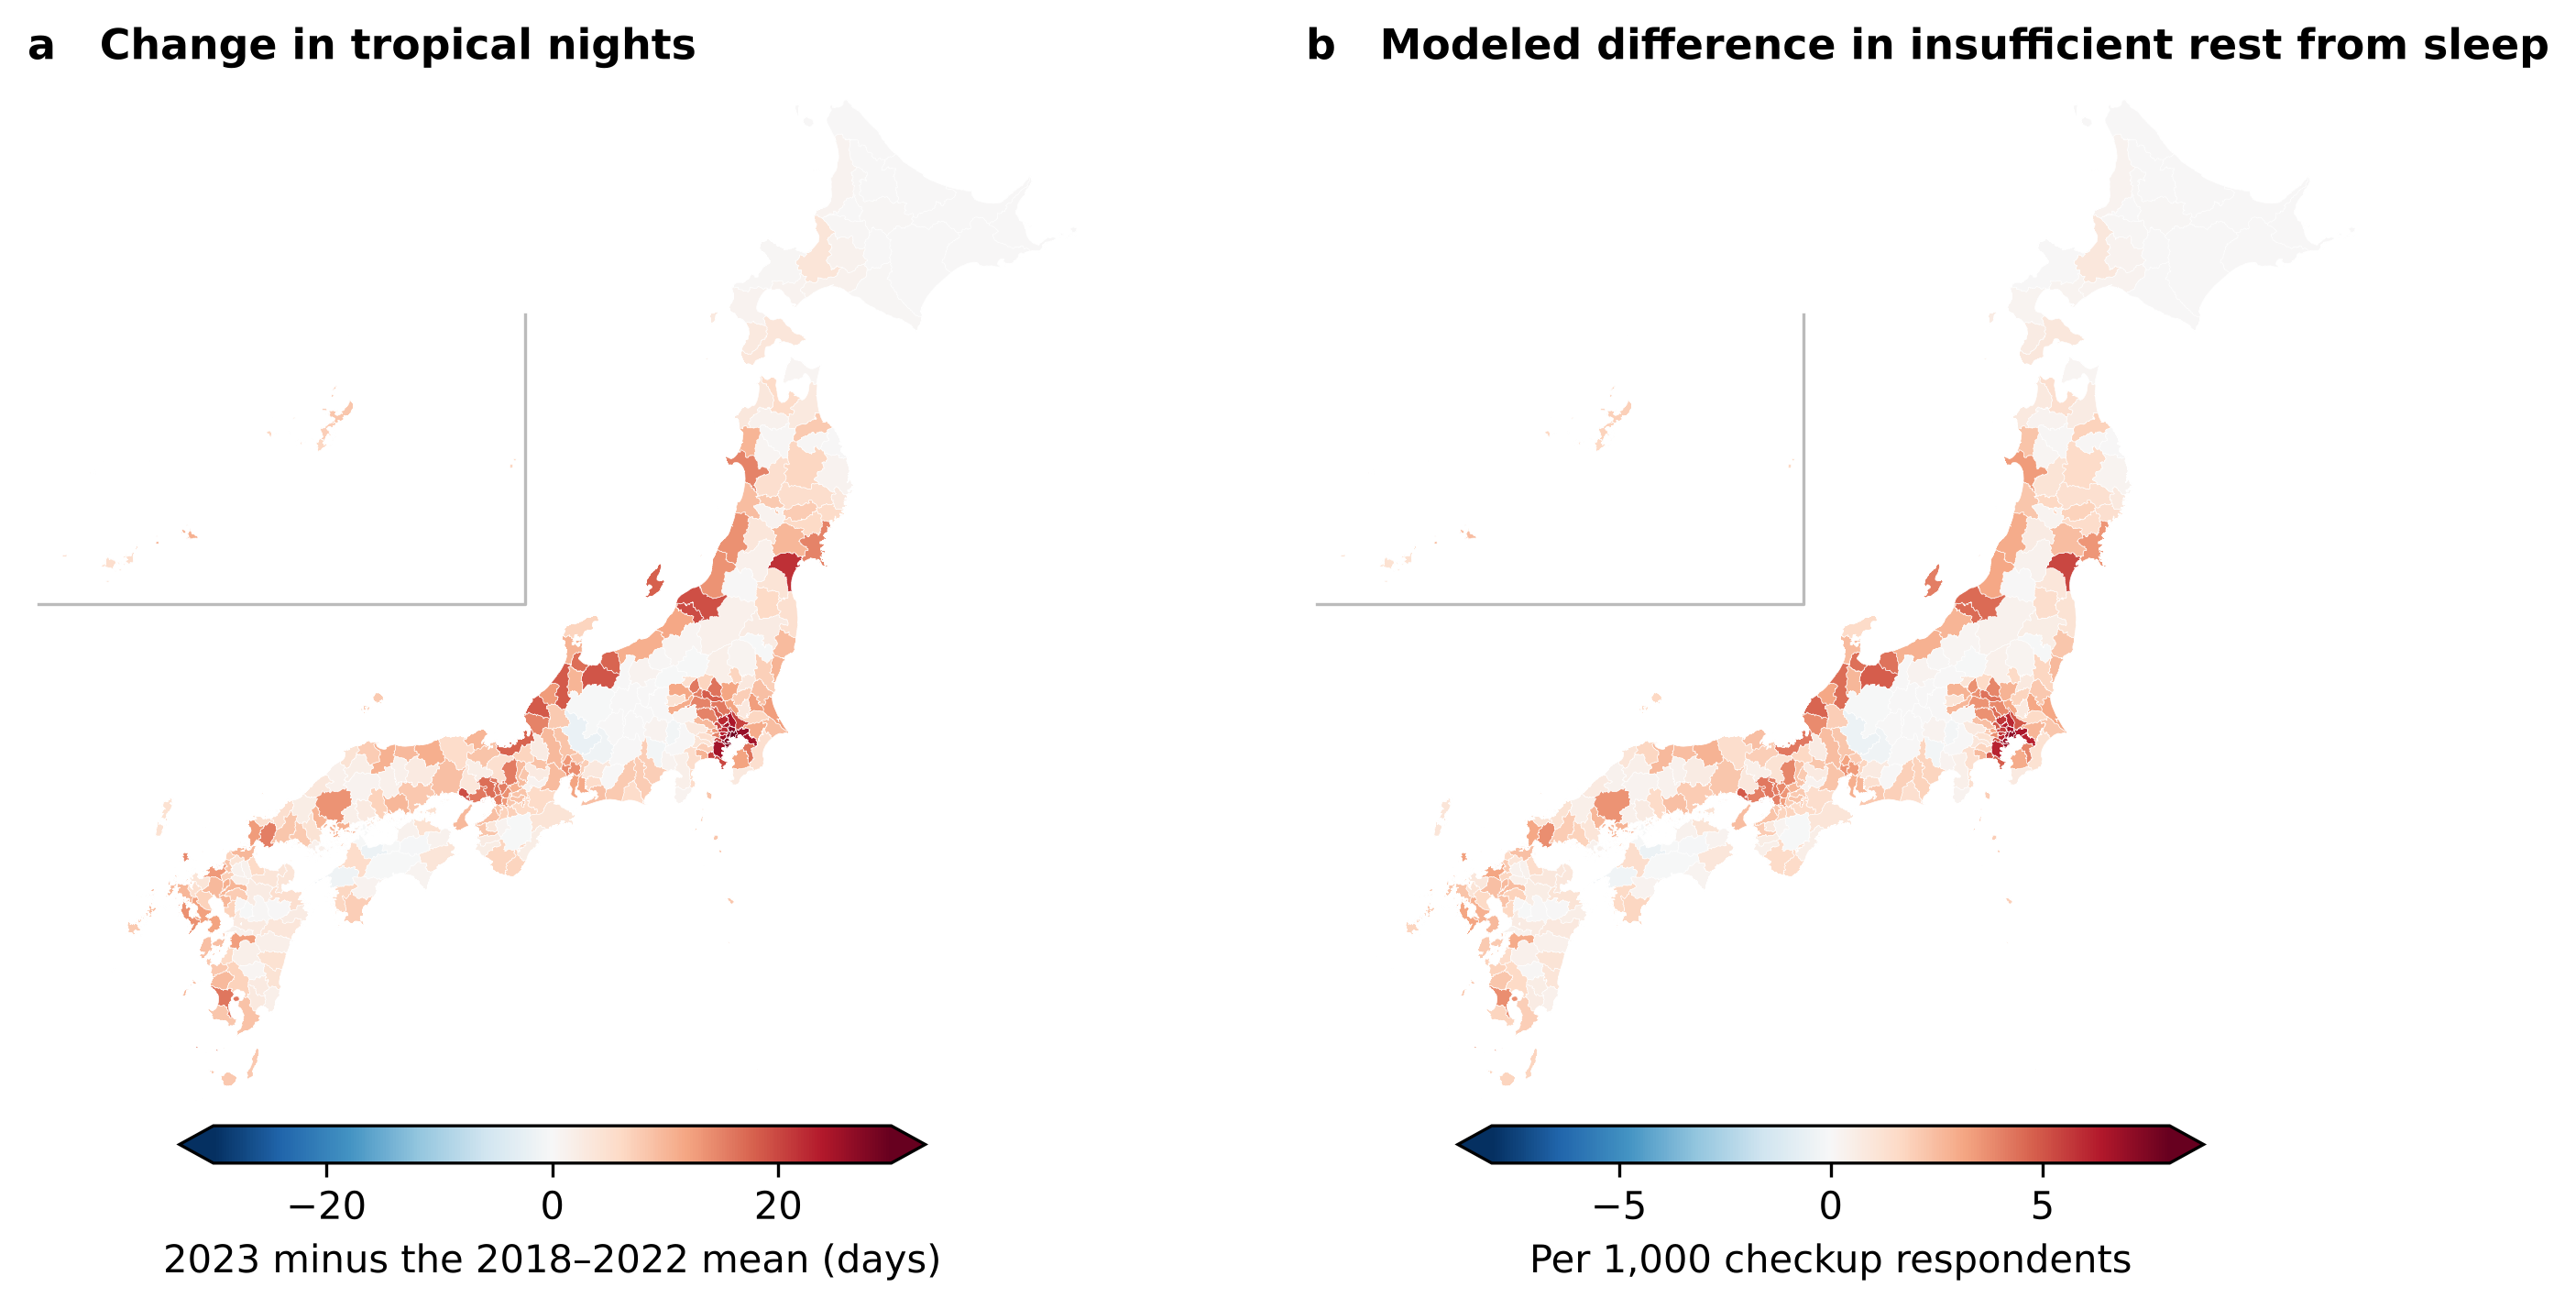 a Change in tropical nights
b Modeled difference in insufficient rest from sleep
−20 0 20
2023 minus the 2018–2022 mean (days)
−5 0 5
Per 1,000 checkup respondents